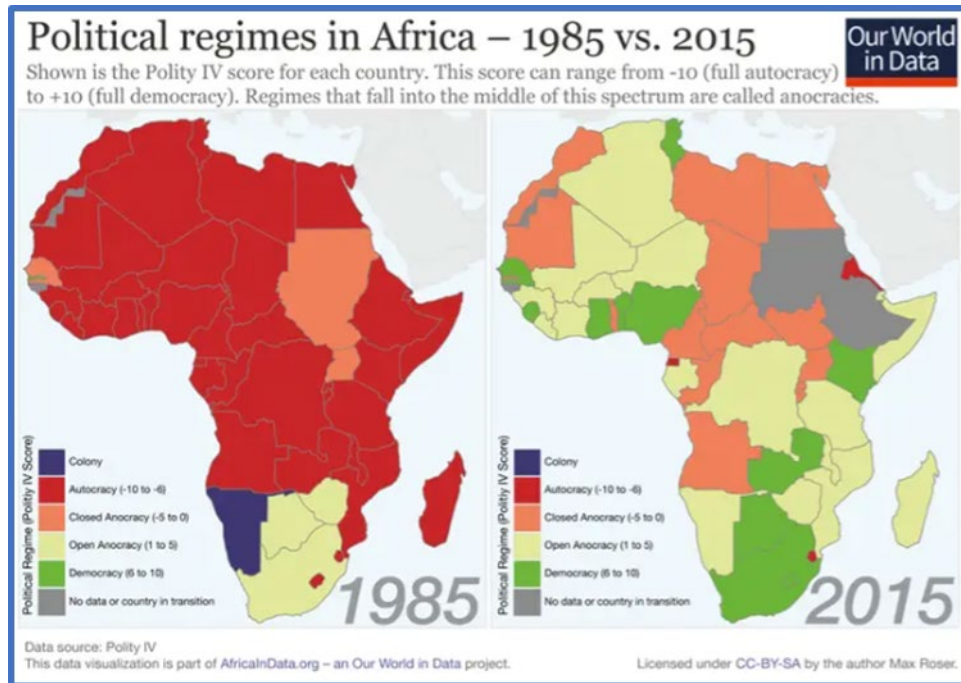 Political regimes in Africa – 1985 vs. 2015
Our World
in Data
Shown is the Polity IV score for each country. This score can range from -10 (full autocracy)
to +10 (full democracy). Regimes that fall into the middle of this spectrum are called anocracies.
Political Regime (Politiy IV Score)
Colony
Autocracy (-10 to -6)
Closed Anocracy (-5 to 0)
Open Anocracy (1 to 5)
Democracy (6 to 10)
No data or country in transition
1985
Political Regime (Politiy IV Score)
Colony
Autocracy (-10 to -6)
Closed Anocracy (-5 to 0)
Open Anocracy (1 to 5)
Democracy (6 to 10)
No data or country in transition
2015
Data source: Polity IV
This data visualization is part of AfricaInData.org – an Our World in Data project.
Licensed under CC-BY-SA by the author Max Roser.